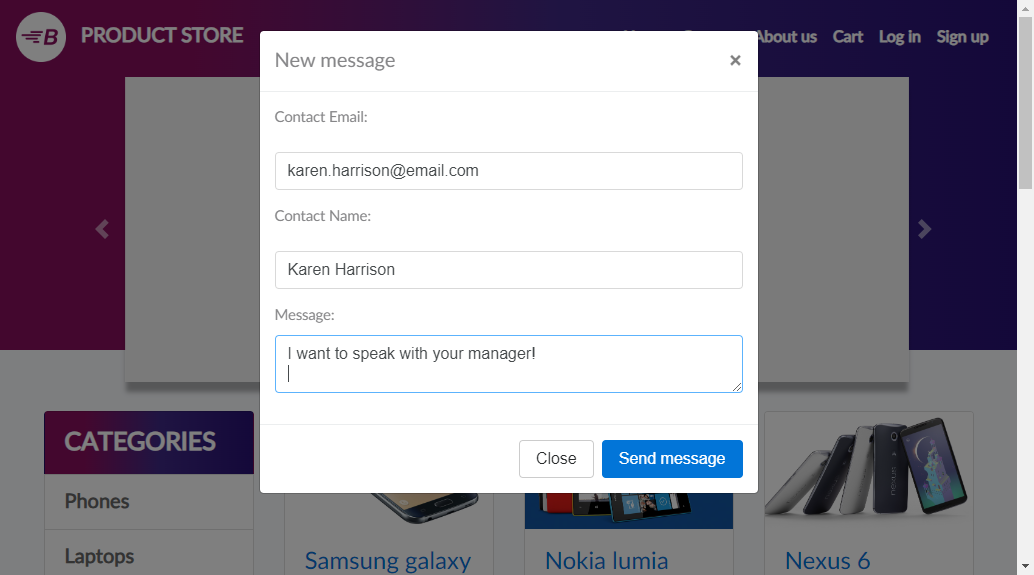 B
PRODUCT STORE
About us
Cart
Log in
Sign up
New message
×
Contact Email:
karen.harrison@email.com
Contact Name:
Karen Harrison
Message:
I want to speak with your manager!
Close
Send message
CATEGORIES
Phones
Laptops
nexus
Samsung galaxy
Nokia lumia
Nexus 6